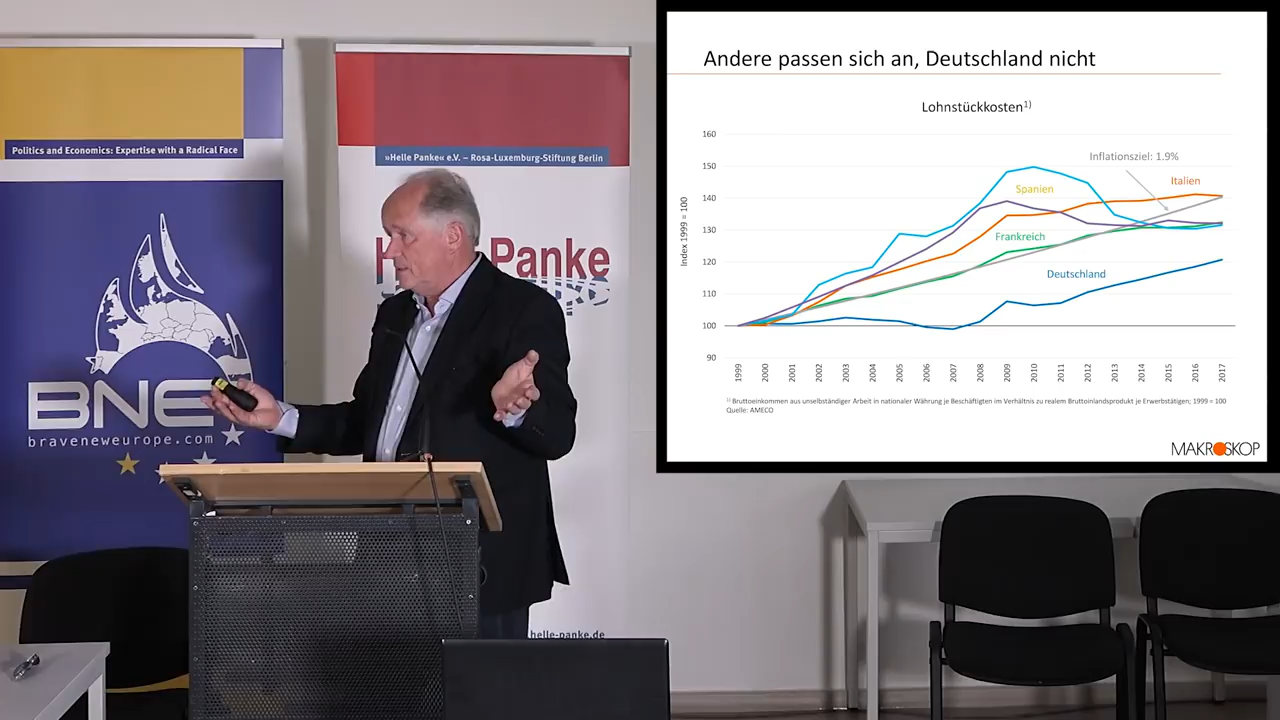 Politics and Economics: Expertise with a Radical Face
BNE
braveneweurope.com
»Helle Panke« e.V. – Rosa-Luxemburg-Stiftung Berlin
Panke
helle-panke.de
Andere passen sich an, Deutschland nicht
Lohnstückkosten1)
Index 1999 = 100
160
150
140
130
120
110
100
90
Inflationsziel: 1.9%
Italien
Spanien
Frankreich
Deutschland
1999 2000 2001 2002 2003 2004 2005 2006 2007 2008 2009 2010 2011 2012 2013 2014 2015 2016 2017
1) Bruttoeinkommen aus unselbständiger Arbeit in nationaler Währung je Beschäftigten im Verhältnis zu realem Bruttoinlandsprodukt je Erwerbstätigen; 1999 = 100
Quelle: AMECO
MAKROSKOP